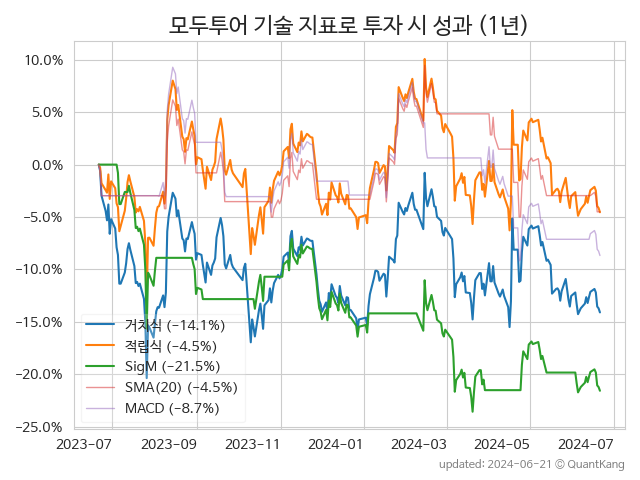 모두투어 기술 지표로 투자 시 성과 (1년)
10.0%
5.0%
0.0%
−5.0%
−10.0%
−15.0%
−20.0%
−25.0%
거치식 (−14.1%)
적립식 (−4.5%)
SigM (−21.5%)
SMA(20) (−4.5%)
MACD (−8.7%)
2023−07 2023−09 2023−11 2024−01 2024−03 2024−05 2024−07
updated: 2024−06−21 © QuantKang